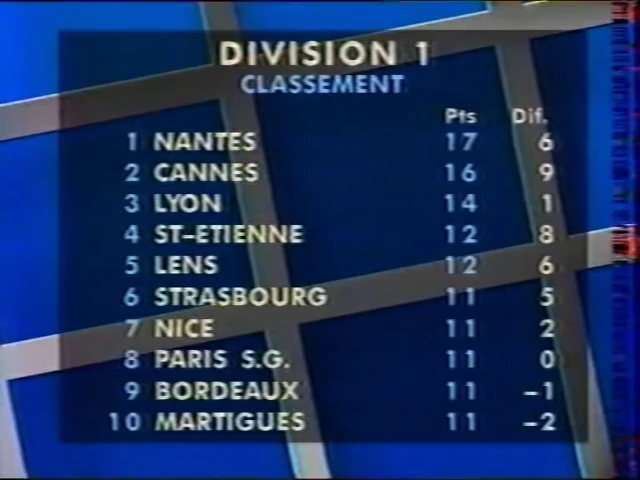 DIVISION 1
CLASSEMENT
Pts Dif.
1 NANTES 17 6
2 CANNES 16 9
3 LYON 14 1
4 ST-ETIENNE 12 8
5 LENS 12 6
6 STRASBOURG 11 5
7 NICE 11 2
8 PARIS S.G. 11 0
9 BORDEAUX 11 -1
10 MARTIGUES 11 -2